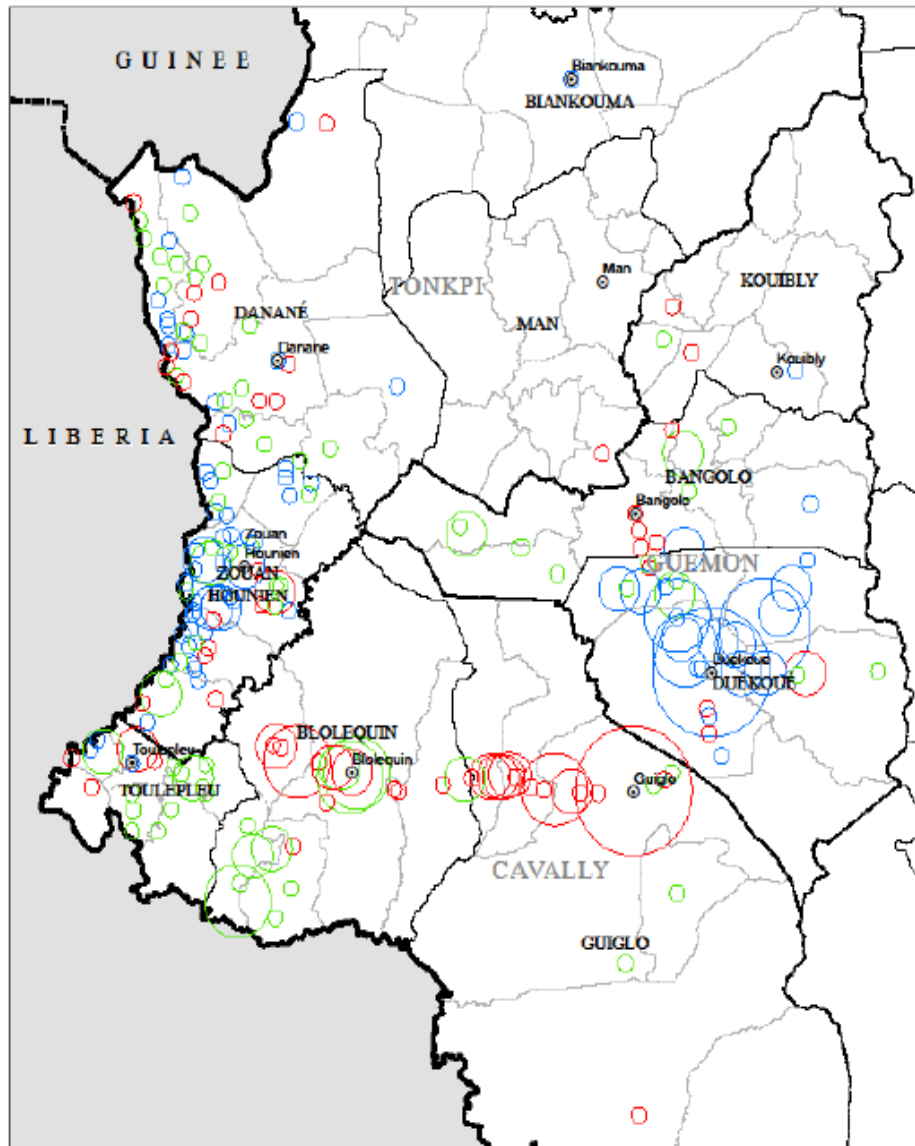 GUINEE
Biankouma
BIANKOUMA
TONKPI
Man
KOUIBLY
DANANÉ
MAN
Danane
Kouibly
LIBERIA
BANGOLO
Bangolo
Zouan
Hounien
GUEMON
ZOUAN
HOUNIEN
Duekoue
DUÉKOUÉ
BLOLEQUIN
Toulepleu
Blolequin
TOULEPLEU
Guiglo
CAVALLY
GUIGLO